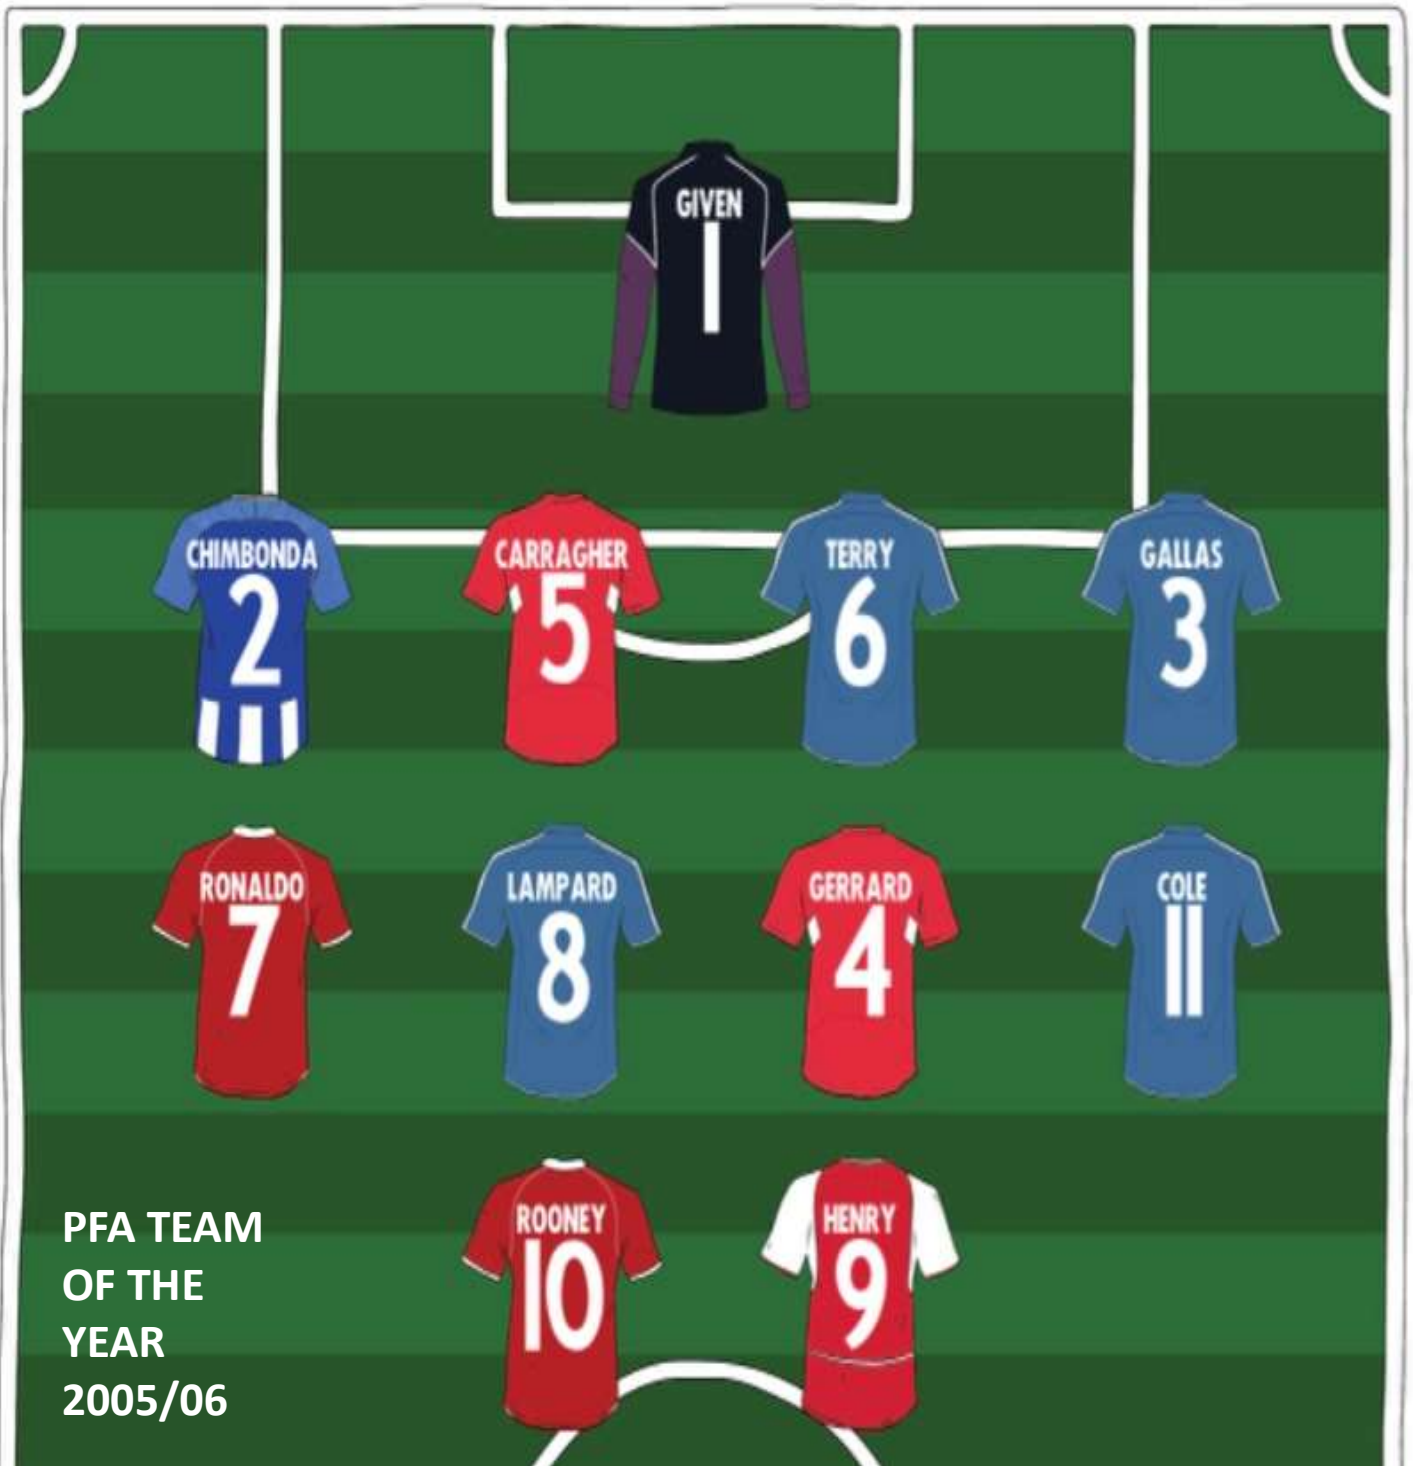 GIVEN
1
CHIMBONDA
2
CARRAGHER
5
TERRY
6
GALLAS
3
RONALDO
7
LAMPARD
8
GERRARD
4
COLE
11
ROONEY
10
HENRY
9
PFA TEAM
OF THE
YEAR
2005/06